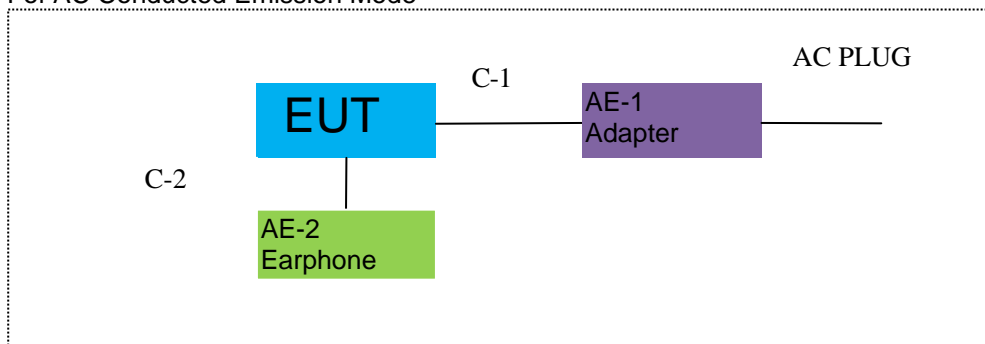 For AC Conducted Emission Mode
AC PLUG
C-1
EUT
AE-1
Adapter
C-2
AE-2
Earphone